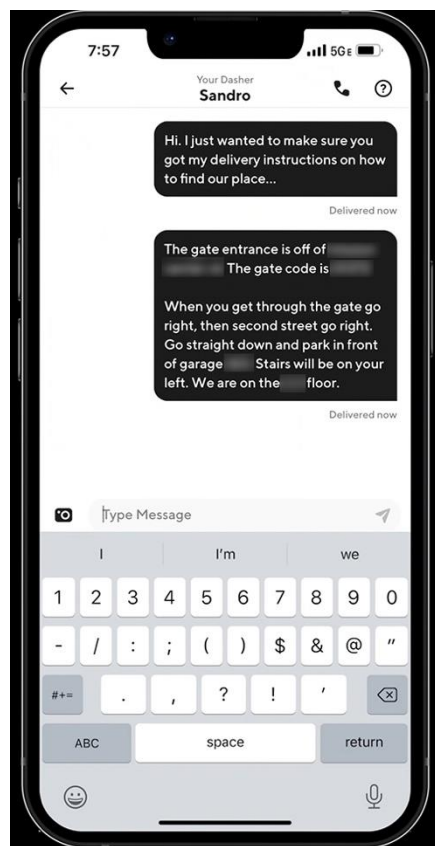 7:57
5GE
Your Dasher
Sandro
Hi. I just wanted to make sure you
got my delivery instructions on how
to find our place...
Delivered now
The gate entrance is off of
The gate code is
When you get through the gate go
right, then second street go right.
Go straight down and park in front
of garage Stairs will be on your
left. We are on the floor.
Delivered now
Type Message
I I'm we
1 2 3 4 5 6 7 8 9 0
- / : ; ( ) $ & @ "
#+= . , ? ! '
ABC space return